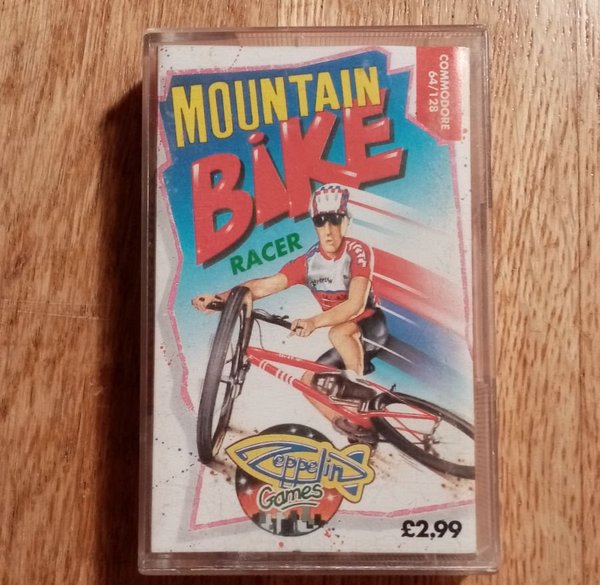 MOUNTAIN
BiKE
RACER
COMMODORE
64/128
Zeppelin
Games
£2,99